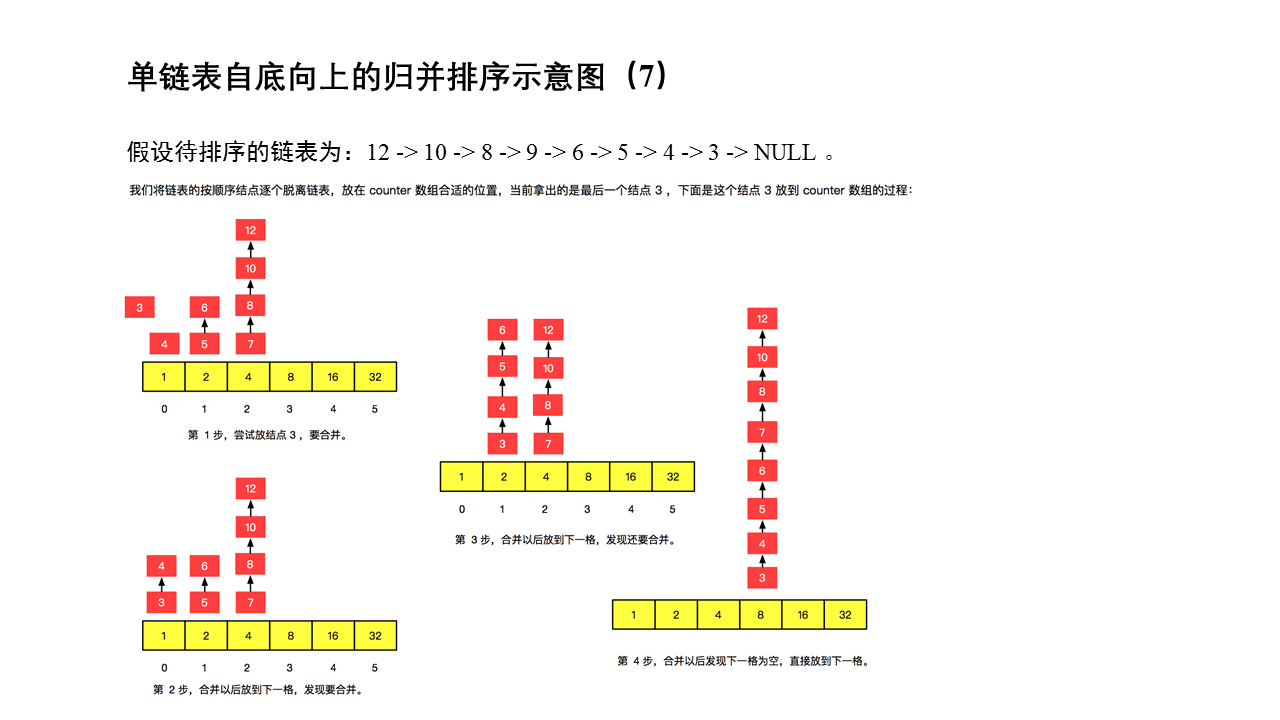 单链表自底向上的归并排序示意图（7）
假设待排序的链表为：12 -> 10 -> 8 -> 9 -> 6 -> 5 -> 4 -> 3 -> NULL 。
我们将链表的按顺序结点逐个脱离链表，放在 counter 数组合适的位置，当前拿出的是最后一个结点 3 ，下面是这个结点 3 放到 counter 数组的过程：
12
10
3 6 8
4 5 7
1 2 4 8 16 32
0 1 2 3 4 5
第 1 步，尝试放结点 3 ，要合并。
12
10
4 6 8
3 5 7
1 2 4 8 16 32
0 1 2 3 4 5
第 2 步，合并以后放到下一格，发现要合并。
6 12
5 10
4 8
3 7
1 2 4 8 16 32
0 1 2 3 4 5
第 3 步，合并以后放到下一格，发现还要合并。
12
10
8
7
6
5
4
3
1 2 4 8 16 32
第 4 步，合并以后发现下一格为空，直接放到下一格。